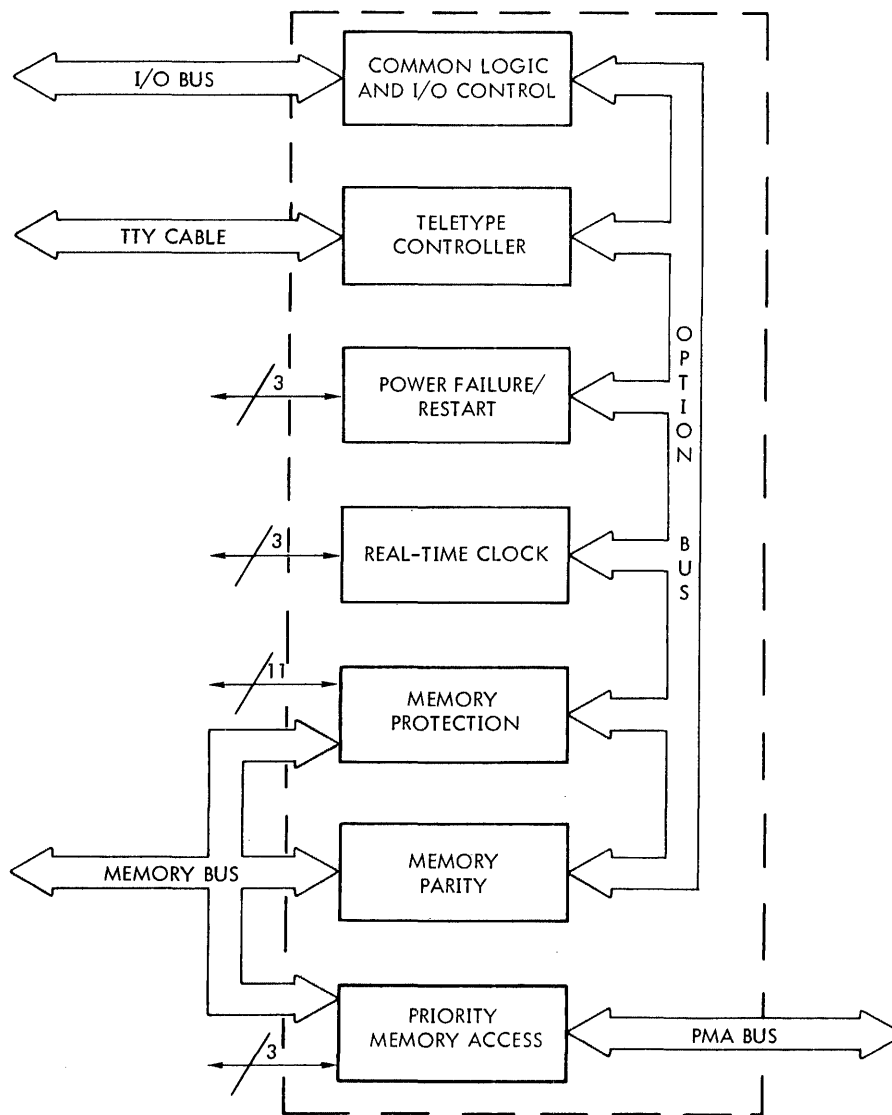 I/O BUS
COMMON LOGIC
AND I/O CONTROL
TTY CABLE
TELETYPE
CONTROLLER
OPTION BUS
3
POWER FAILURE/
RESTART
3
REAL-TIME CLOCK
11
MEMORY
PROTECTION
MEMORY BUS
MEMORY
PARITY
3
PRIORITY
MEMORY ACCESS
PMA BUS